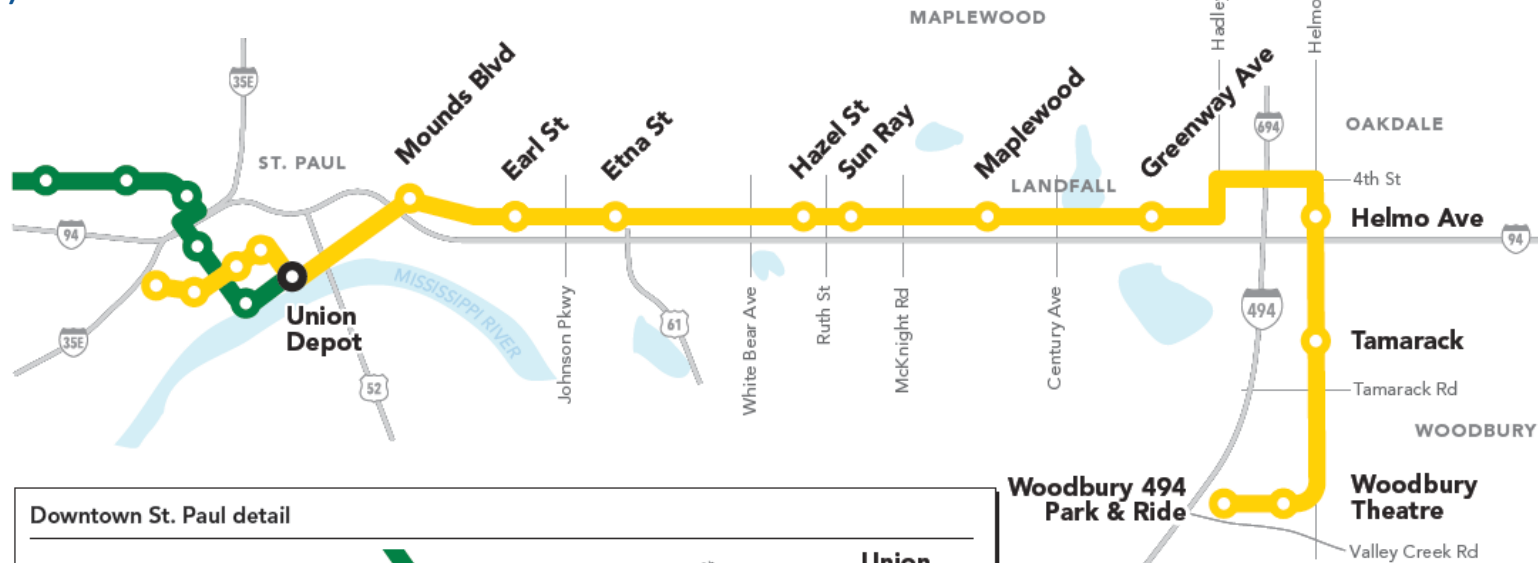 MAPLEWOOD
Hadley
Helmo
35E
ST. PAUL
Mounds Blvd
Earl St
Etna St
Hazel St
Sun Ray
Maplewood
Greenway Ave
694
OAKDALE
LANDFALL
4th St
94
Helmo Ave
94
MISSISSIPPI RIVER
Union
Depot
35E
52
Johnson Pkwy
61
White Bear Ave
Ruth St
McKnight Rd
Century Ave
494
Tamarack
Tamarack Rd
WOODBURY
Woodbury 494
Park & Ride
Woodbury
Theatre
Valley Creek Rd
Downtown St. Paul detail
Union